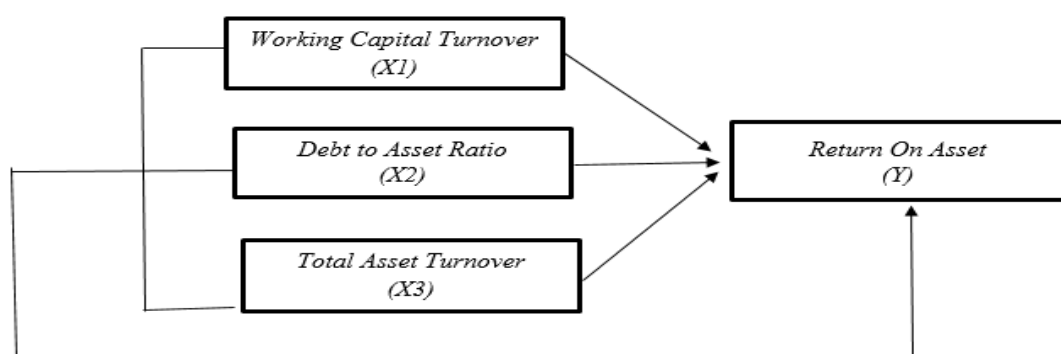 Working Capital Turnover
(X1)
Debt to Asset Ratio
(X2)
Return On Asset
(Y)
Total Asset Turnover
(X3)